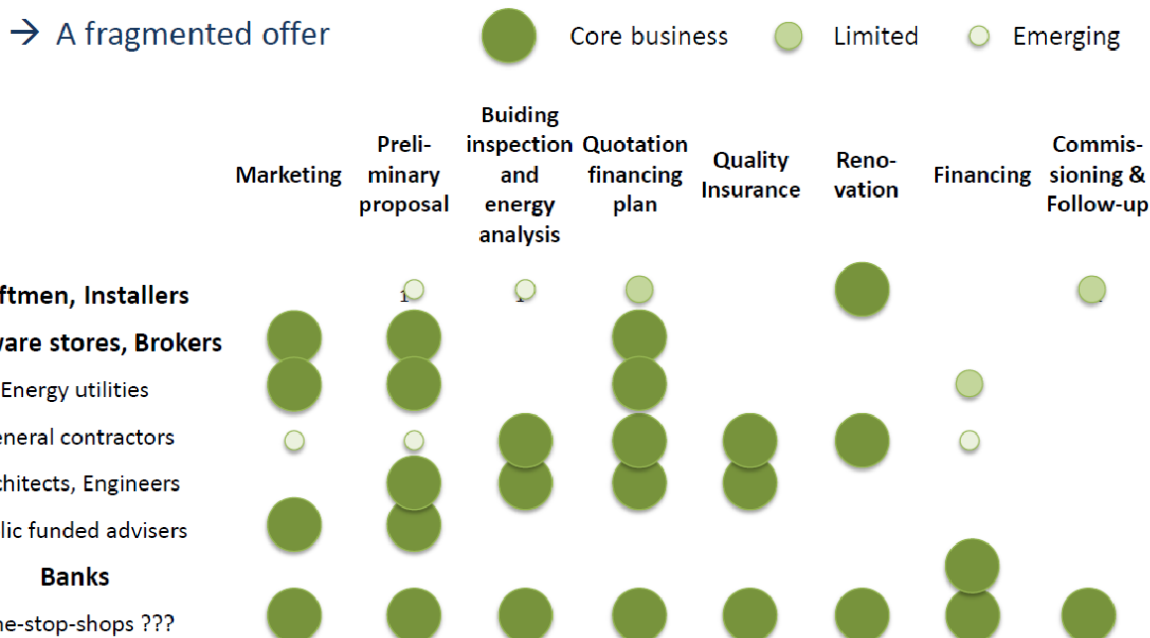 → A fragmented offer
Core business
Limited
Emerging
Marketing
Preli-
minary
proposal
Buiding
inspection
and
energy
analysis
Quotation
financing
plan
Quality
Insurance
Reno-
vation
Financing
Commis-
sioning &
Follow-up
ftmen, Installers
1
vare stores, Brokers
Energy utilities
eneral contractors
chitects, Engineers
lic funded advisers
Banks
ne-stop-shops ???